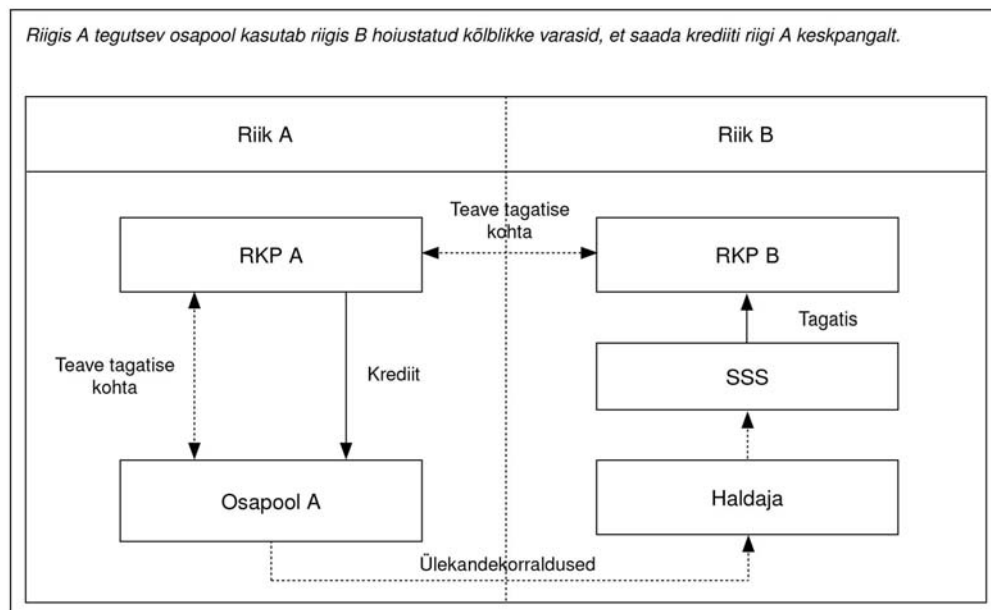 Riigis A tegutsev osapool kasutab riigis B hoiustatud kõlblikke varasid, et saada krediiti riigi A keskpangalt.
Riik A
Riik B
Teave tagatise
kohta
RKP A
RKP B
Teave tagatise
kohta
Krediit
Tagatis
SSS
Osapool A
Haldaja
Ülekandekorraldused